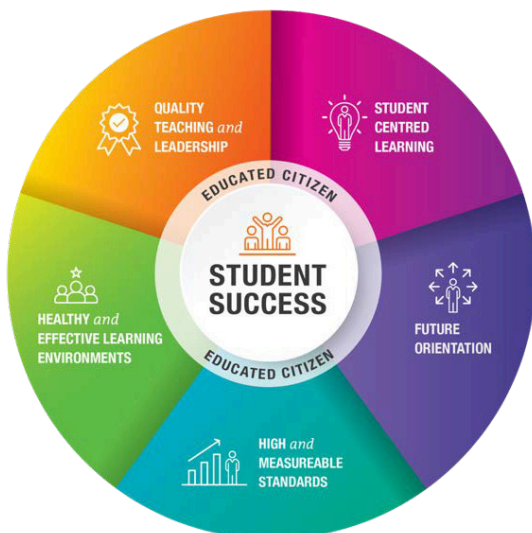 QUALITY
TEACHING and
LEADERSHIP
STUDENT
CENTRED
LEARNING
EDUCATED CITIZEN
STUDENT
SUCCESS
EDUCATED CITIZEN
HEALTHY and
EFFECTIVE LEARNING
ENVIRONMENTS
FUTURE
ORIENTATION
HIGH and
MEASUREABLE
STANDARDS